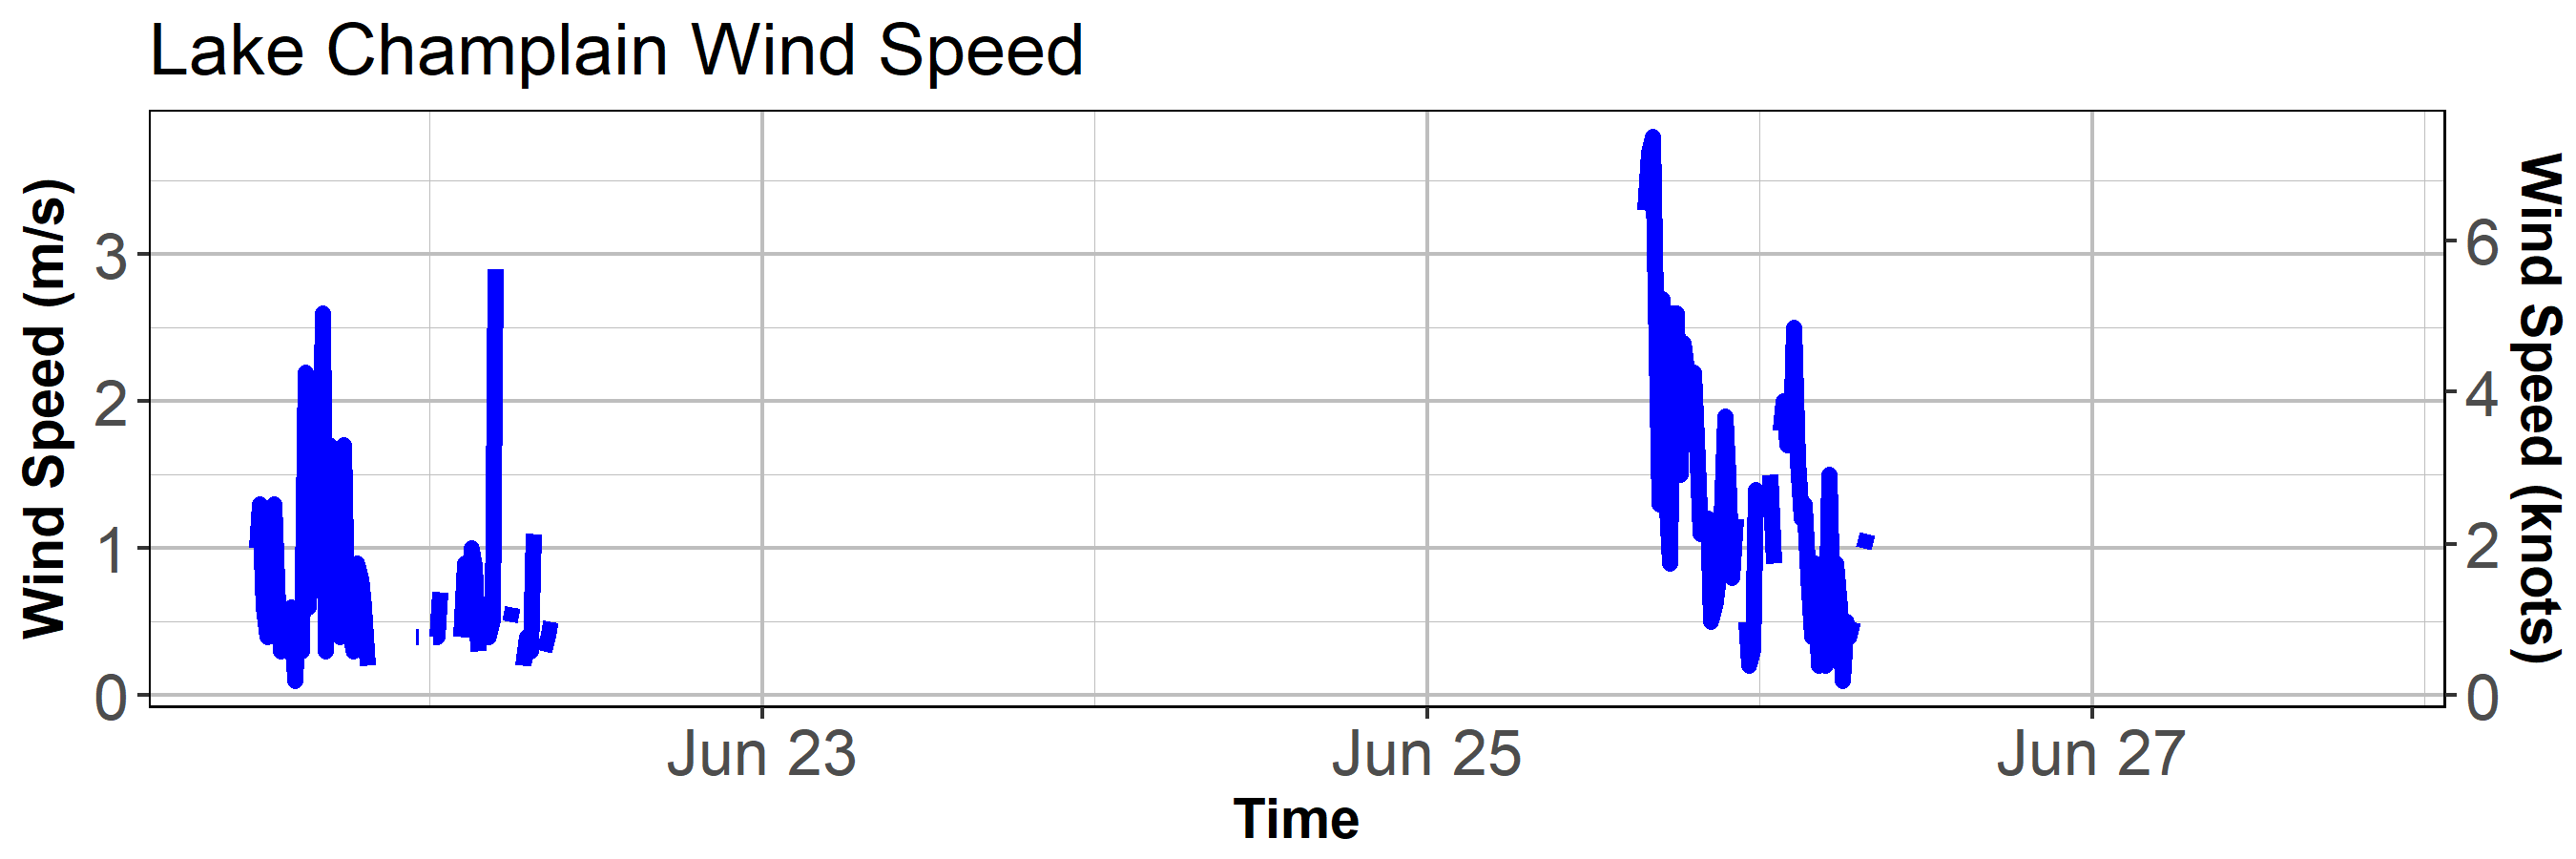 Lake Champlain Wind Speed
Wind Speed (m/s)
3
2
1
0
6
4
2
0
Wind Speed (knots)
Jun 23
Jun 25
Jun 27
Time